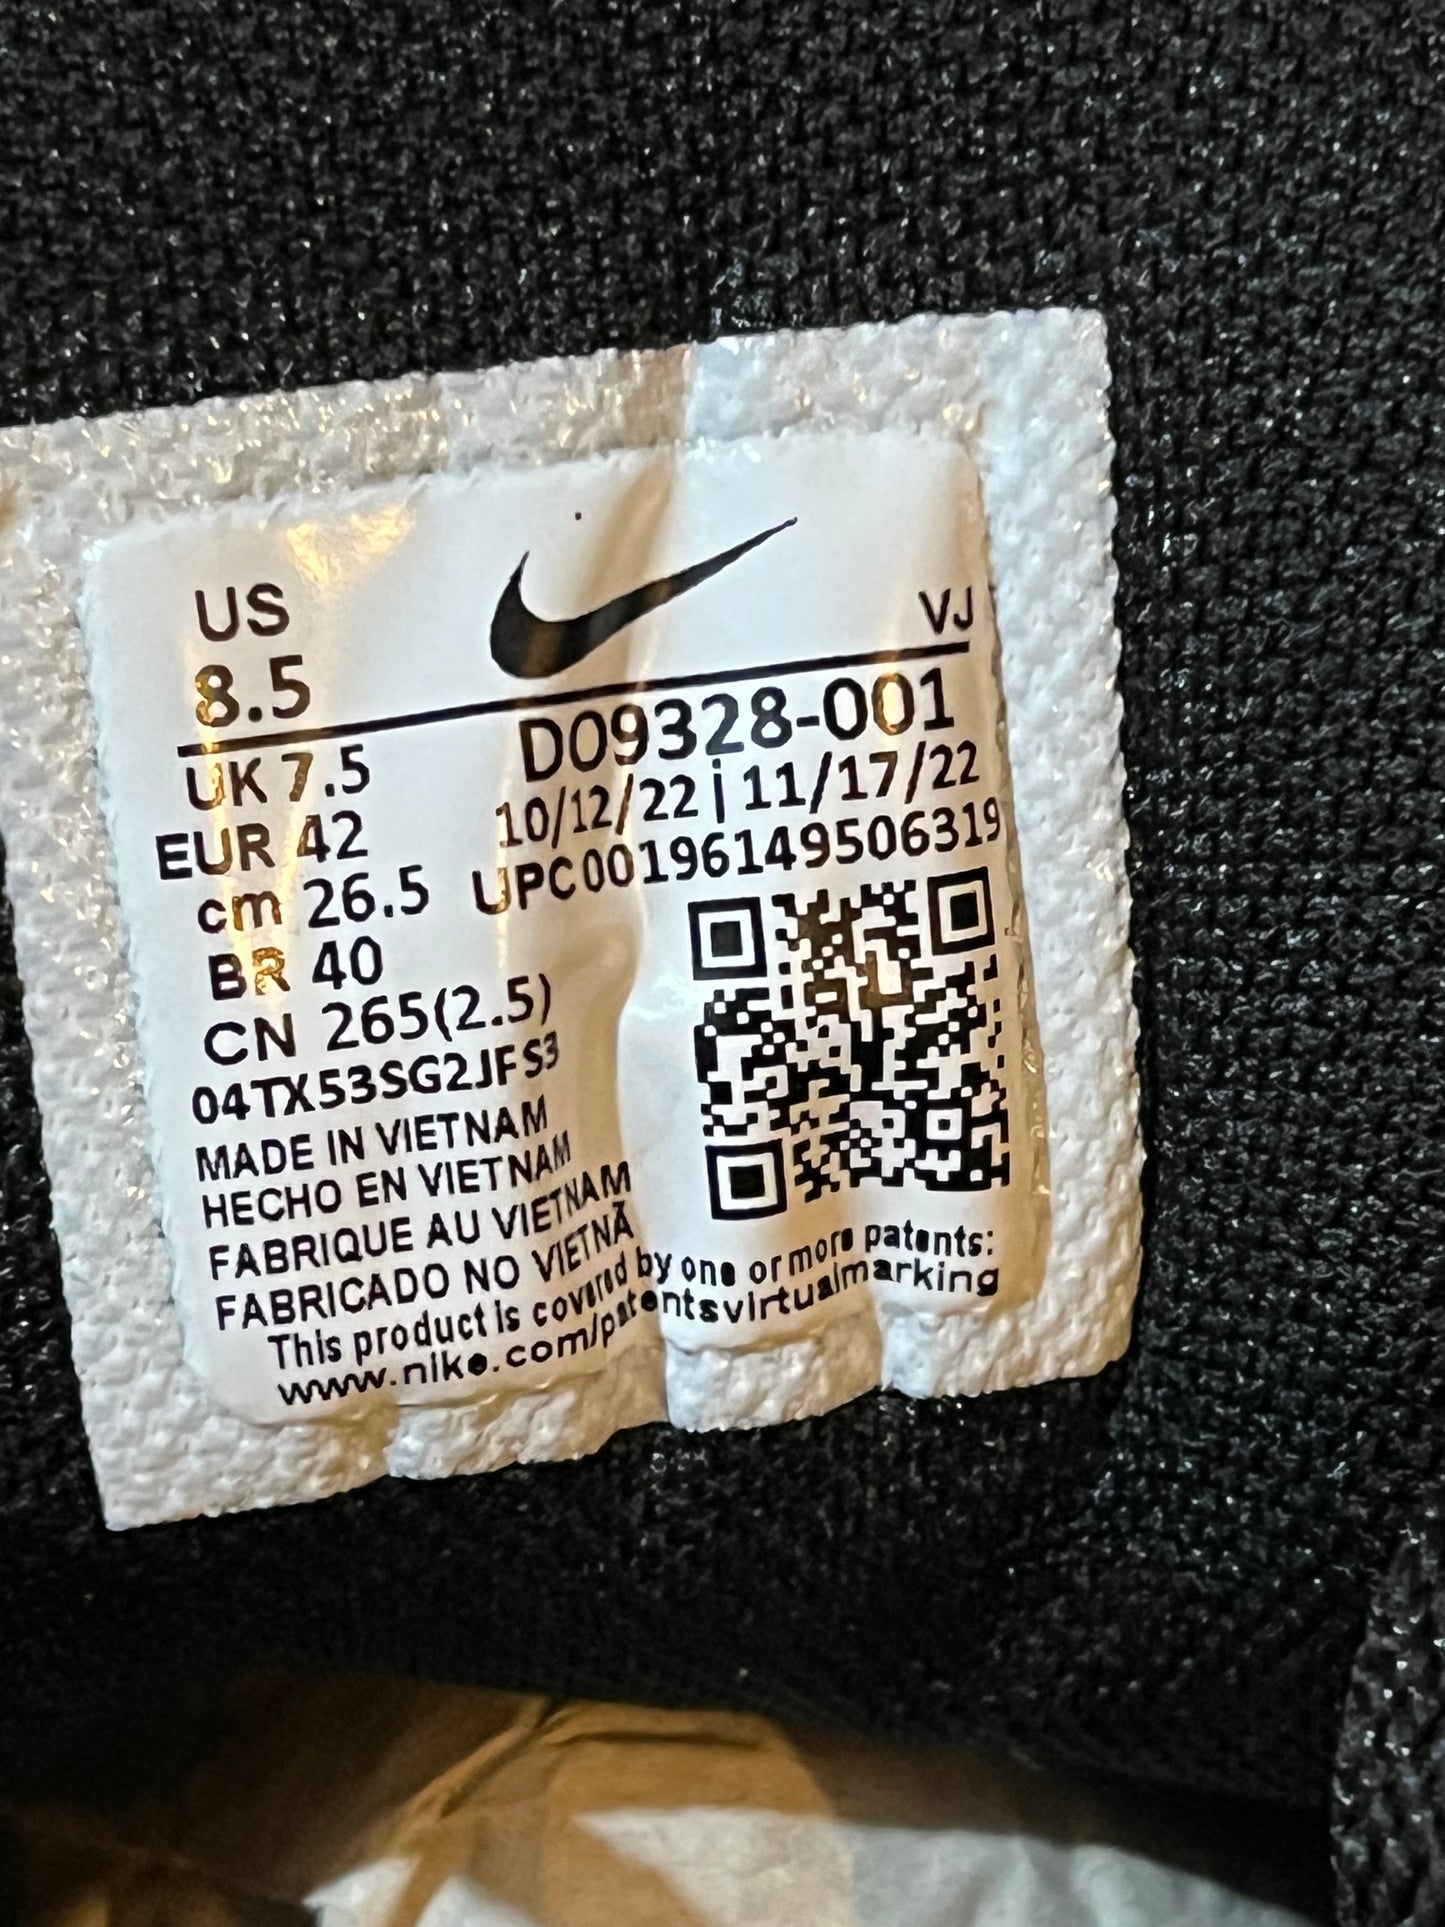 US
8.5
VJ
UK 7.5
EUR 42
cm 26.5
BR 40
CN 265(2.5)
DO9328-001
10/12/22 | 11/17/22
UPC00196149506319
04TX53SG2JFS3
MADE IN VIETNAM
HECHO EN VIETNAM
FABRIQUE AU VIETNAM
FABRICADO NO VIETNÃ
This product is covered by one or more patents:
www.nike.com/patentsvirtualmarking